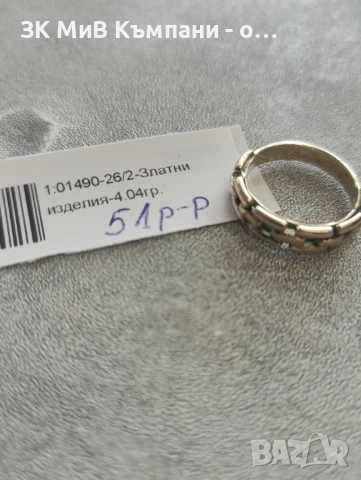 ЗК МиВ Къмпани - о...
1:01490-26/2-Златни
изделия-4.04гр.
51р-р
BAZAR